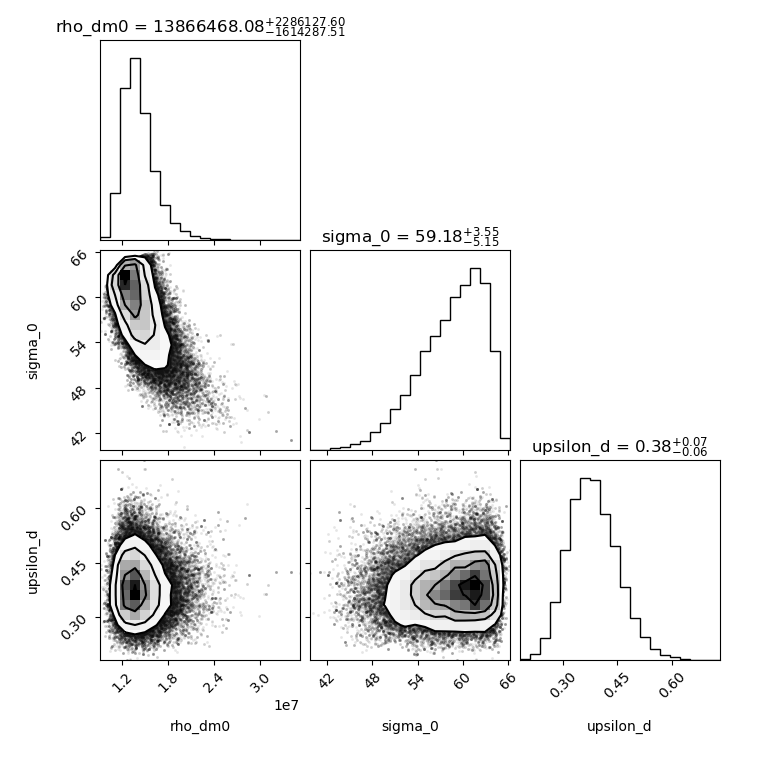 rho_dm0 = 13866468.08+2286127.60
−1614287.51
sigma_0 = 59.18+3.55
−5.15
upsilon_d = 0.38+0.07
−0.06
66
60
54
48
42
sigma_0
0.60
0.45
0.30
upsilon_d
1.2 1.8 2.4 3.0
1e7
rho_dm0
42 48 54 60 66
sigma_0
0.30 0.45 0.60
upsilon_d